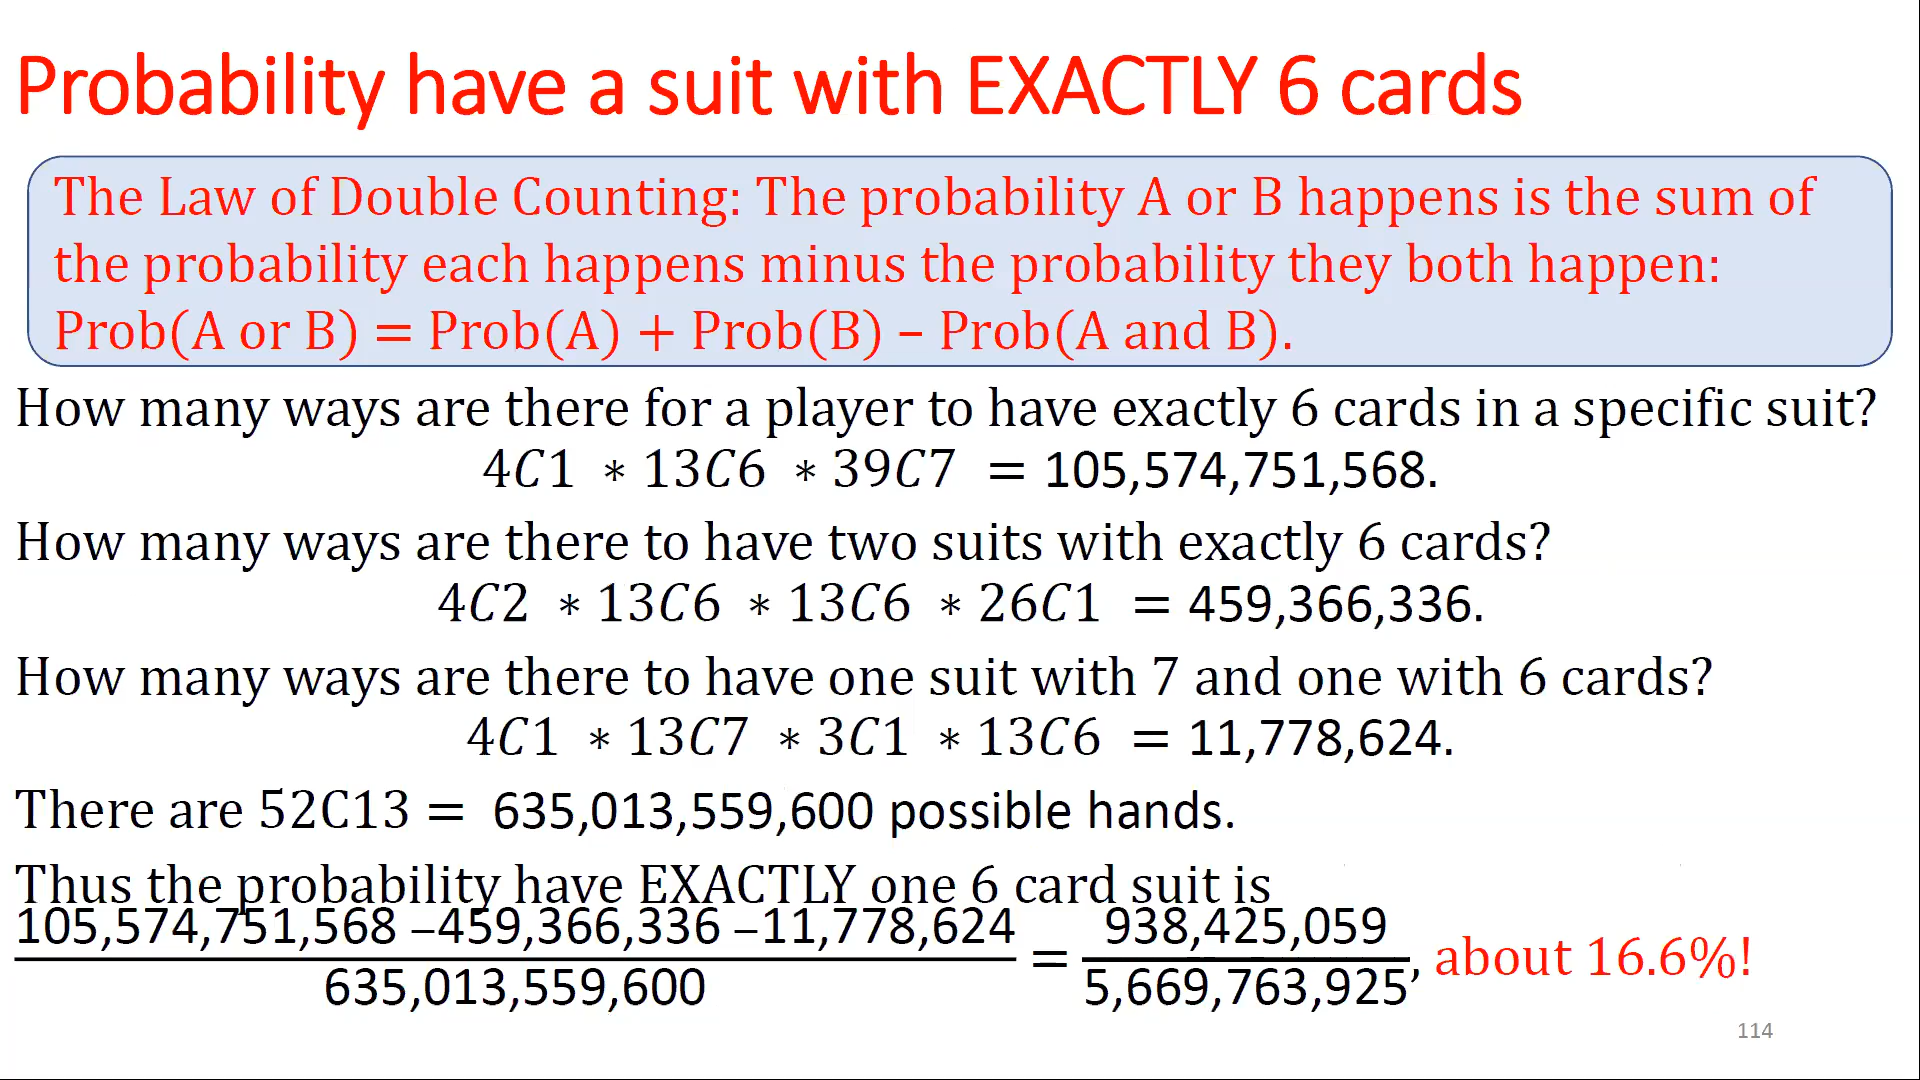 Probability have a suit with EXACTLY 6 cards
The Law of Double Counting: The probability A or B happens is the sum of
the probability each happens minus the probability they both happen:
Prob(A or B) = Prob(A) + Prob(B) – Prob(A and B).
How many ways are there for a player to have exactly 6 cards in a specific suit?
4C1 * 13C6 * 39C7 = 105,574,751,568.
How many ways are there to have two suits with exactly 6 cards?
4C2 * 13C6 * 13C6 * 26C1 = 459,366,336.
How many ways are there to have one suit with 7 and one with 6 cards?
4C1 * 13C7 * 3C1 * 13C6 = 11,778,624.
There are 52C13 = 635,013,559,600 possible hands.
Thus the probability have EXACTLY one 6 card suit is
105,574,751,568 –459,366,336 –11,778,624
635,013,559,600
=
938,425,059
5,669,763,925
, about 16.6%!
114